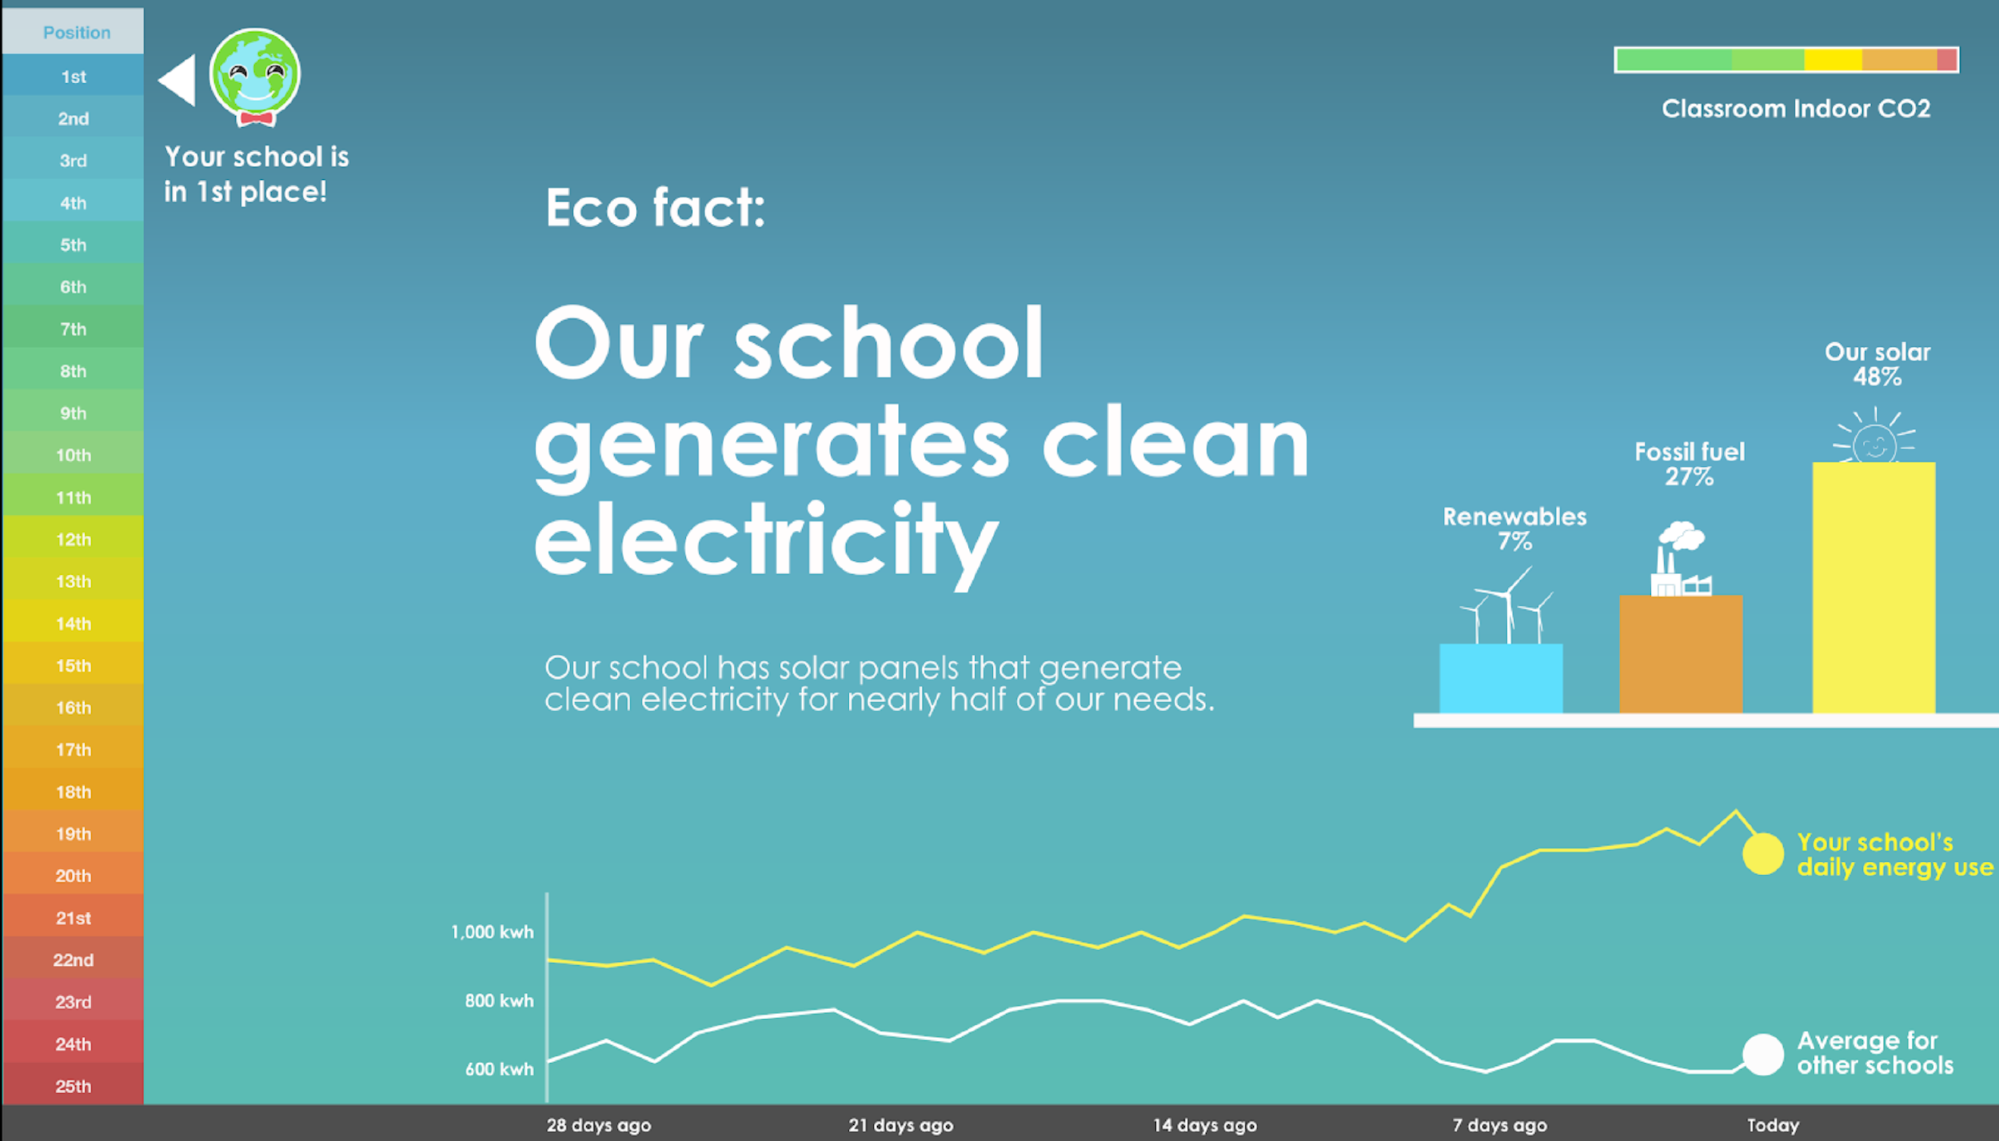 Position
1st
2nd
3rd
4th
5th
6th
7th
8th
9th
10th
11th
12th
13th
14th
15th
16th
17th
18th
19th
20th
21st
22nd
23rd
24th
25th
Your school is
in 1st place!
Classroom Indoor CO2
Eco fact:
Our school
generates clean
electricity
Our school has solar panels that generate
clean electricity for nearly half of our needs.
Renewables
7%
Fossil fuel
27%
Our solar
48%
1,000 kwh
800 kwh
600 kwh
Your school's
daily energy use
Average for
other schools
28 days ago
21 days ago
14 days ago
7 days ago
Today